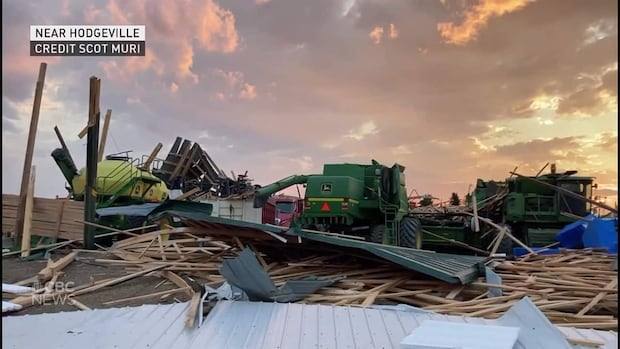 NEAR HODGEVILLE
CREDIT SCOT MURI
CBC NEWS